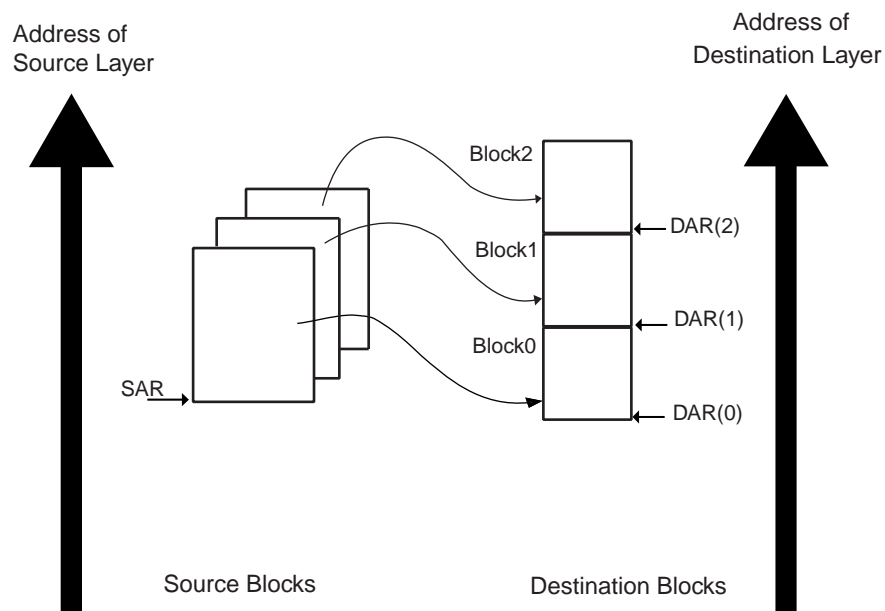 Address of
Source Layer
Address of
Destination Layer
Block2
DAR(2)
Block1
DAR(1)
Block0
SAR
DAR(0)
Source Blocks
Destination Blocks